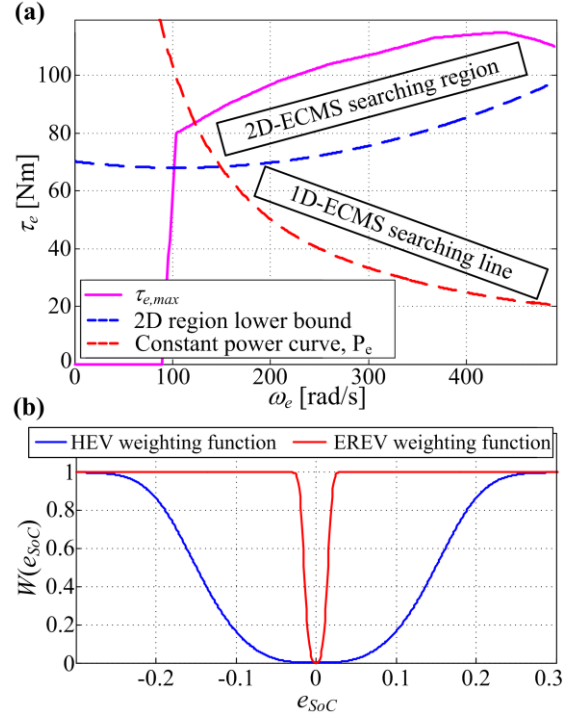 (a)
100
80
60
40
20
0
τe [Nm]
2D-ECMS searching region
1D-ECMS searching line
τe,max
2D region lower bound
Constant power curve, Pe
0 100 200 300 400
ωe [rad/s]
(b)
HEV weighting function EREV weighting function
1
0.8
0.6
0.4
0.2
0
W(eSoC)
-0.2 -0.1 0 0.1 0.2 0.3
eSoC